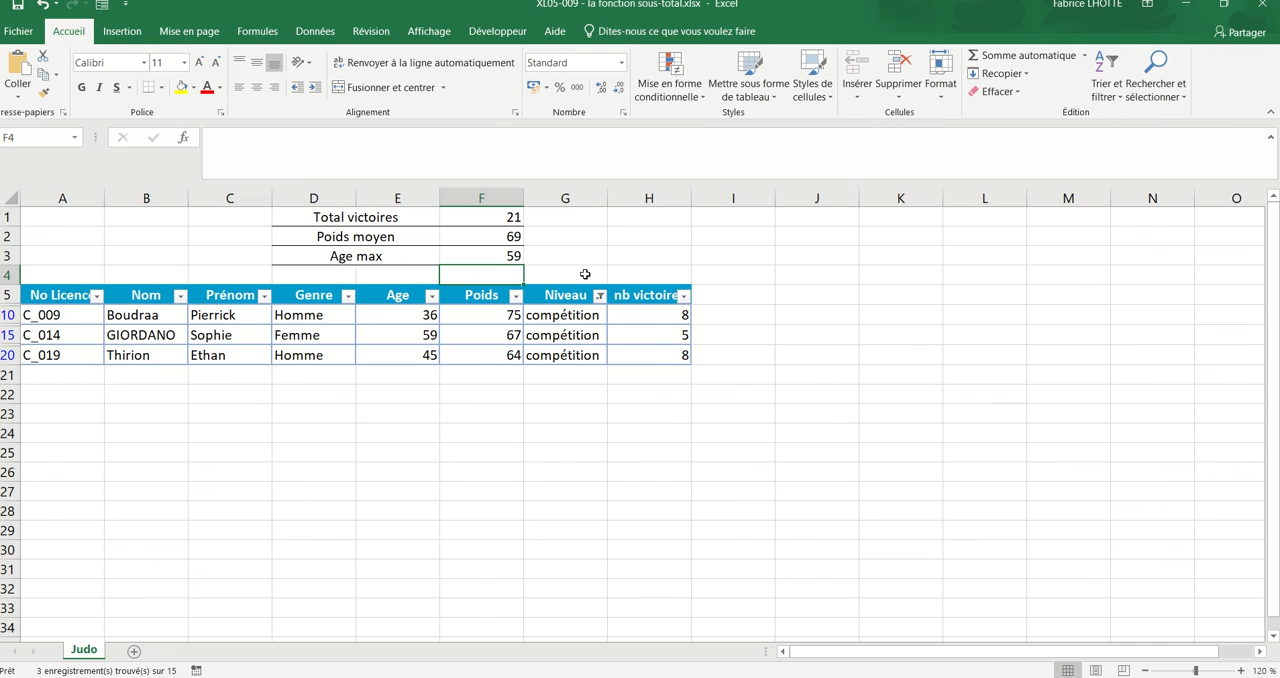 XL05-009 - la fonction sous-total.xlsx - Excel
Fabrice LHOTTE
Fichier Accueil Insertion Mise en page Formules Données Révision Affichage Développeur Aide Dites-nous ce que vous voulez faire Partager
Calibri 11 Renvoyer à la ligne automatiquement Standard Somme automatique
Fusionner et centrer Recopier
Coller G I S A % 000 Mise en forme conditionnelle Mettre sous forme de tableau Styles de cellules Insérer Supprimer Format Effacer Trier et filtrer Rechercher et sélectionner
resse-papiers Police Alignement Nombre Styles Cellules Édition
F4 fx
A B C D E F G H I J K L M N O
1 Total victoires 21
2 Poids moyen 69
3 Age max 59
4
5 No Licence Nom Prénom Genre Age Poids Niveau nb victoire
10 C_009 Boudraa Pierrick Homme 36 75 compétition 8
15 C_014 GIORDANO Sophie Femme 59 67 compétition 5
20 C_019 Thirion Ethan Homme 45 64 compétition 8
21
22
23
24
25
26
27
28
29
30
31
32
33
34
Judo
Prêt 3 enregistrement(s) trouvé(s) sur 15 120 %